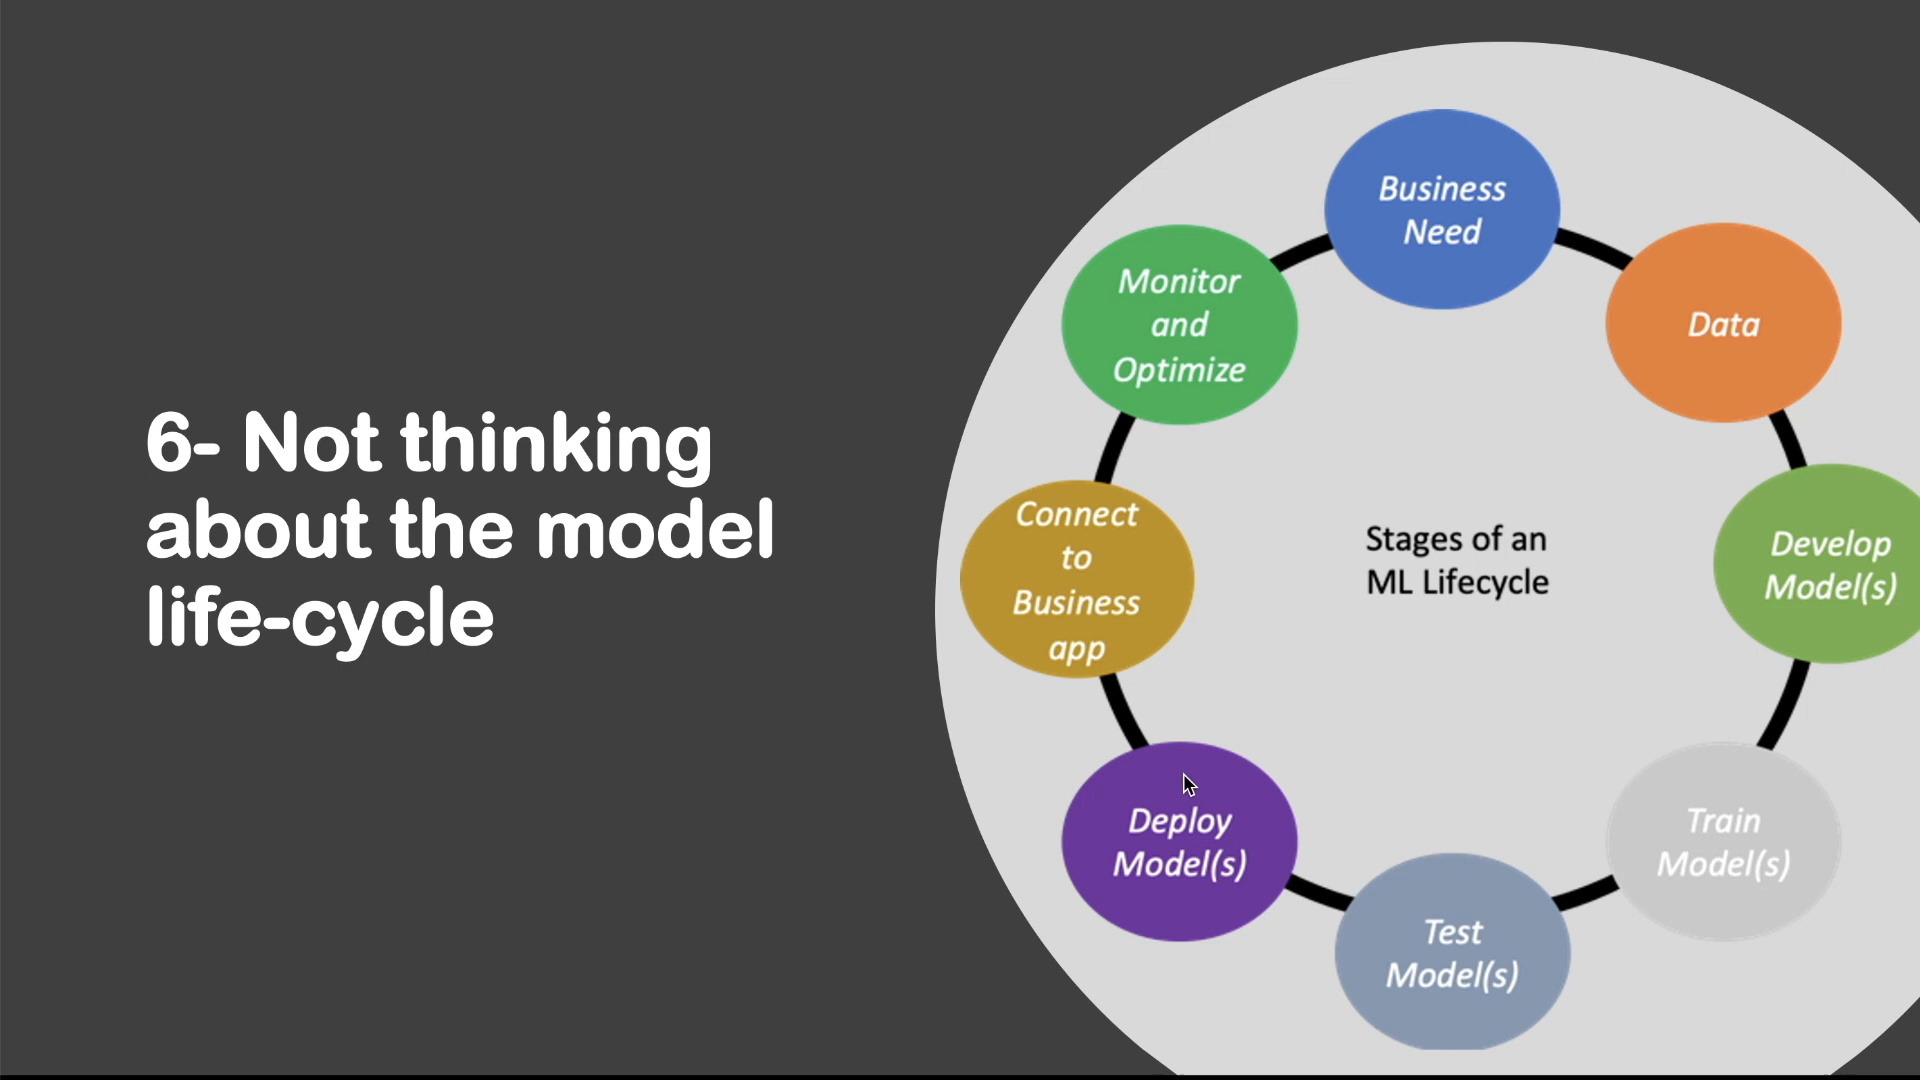 6- Not thinking
about the model
life-cycle
Business
Need
Data
Develop
Model(s)
Train
Model(s)
Test
Model(s)
Deploy
Model(s)
Connect
to
Business
app
Monitor
and
Optimize
Stages of an
ML Lifecycle